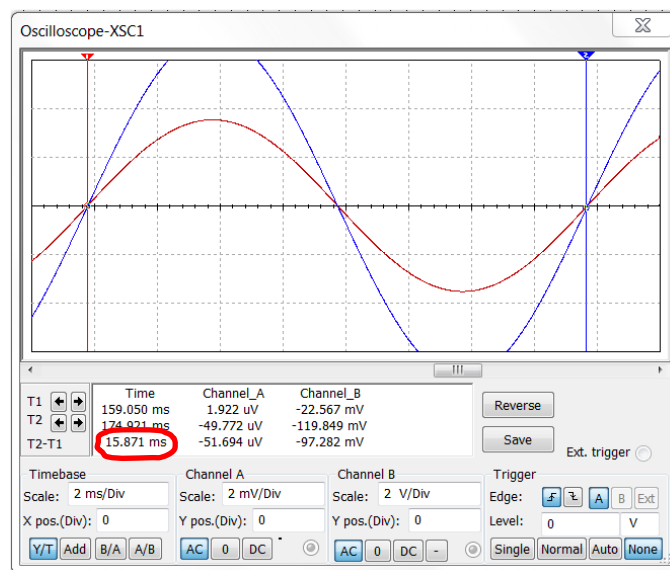 Oscilloscope-XSC1
1 2
T1
T2
T2-T1
Time Channel_A Channel_B
159.050 ms 1.922 uV -22.567 mV
174.921 ms -49.772 uV -119.849 mV
15.871 ms -51.694 uV -97.282 mV
Reverse
Save
Ext. trigger
Timebase
Scale: 2 ms/Div
X pos.(Div): 0
Y/T Add B/A A/B
Channel A
Scale: 2 mV/Div
Y pos.(Div): 0
AC 0 DC
Channel B
Scale: 2 V/Div
Y pos.(Div): 0
AC 0 DC -
Trigger
Edge: A B Ext
Level: 0 V
Single Normal Auto None